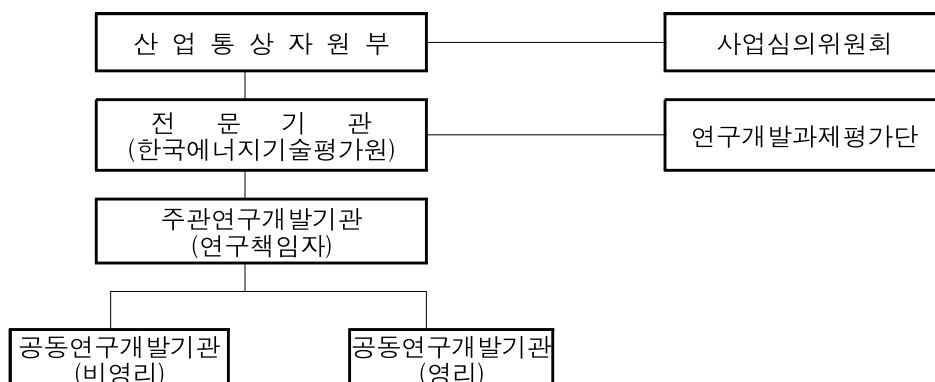 산 업 통 상 자 원 부
사업심의위원회
전 문 기 관
(한국에너지기술평가원)
연구개발과제평가단
주관연구개발기관
(연구책임자)
공동연구개발기관
(비영리)
공동연구개발기관
(영리)